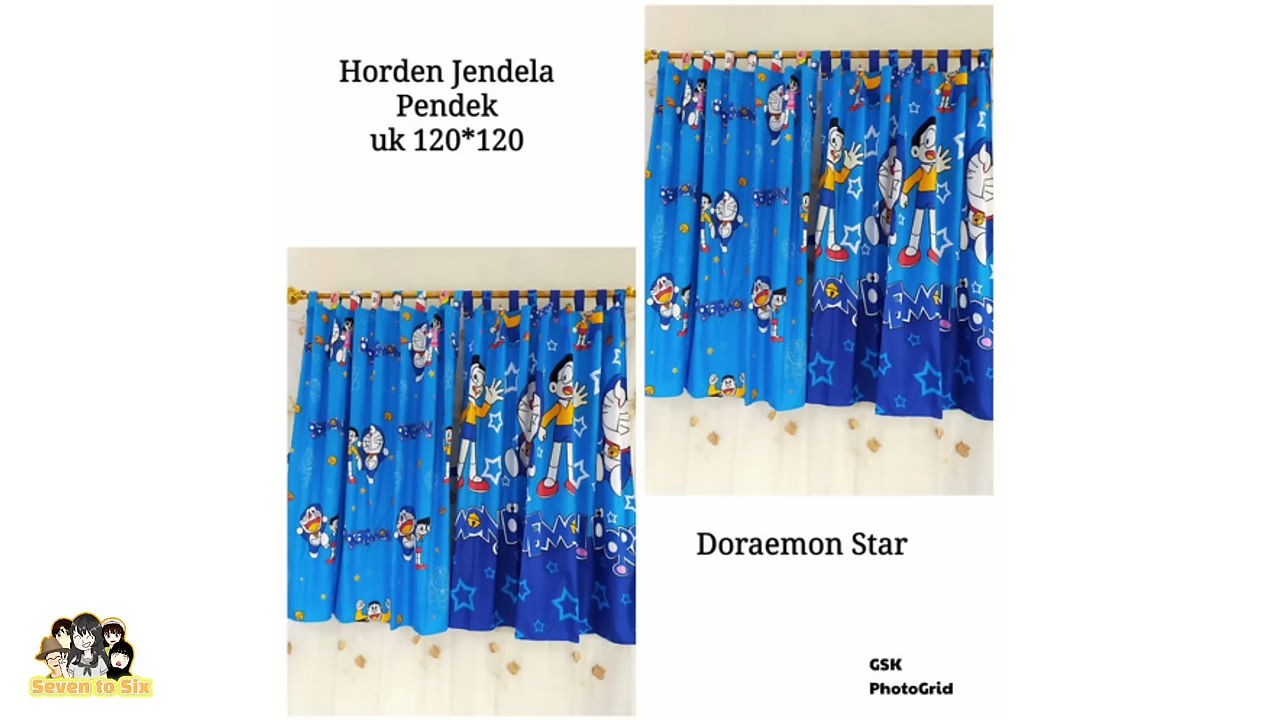 Horden Jendela
Pendek
uk 120*120
Doraemon Star
GSK
PhotoGrid
Seven to Six